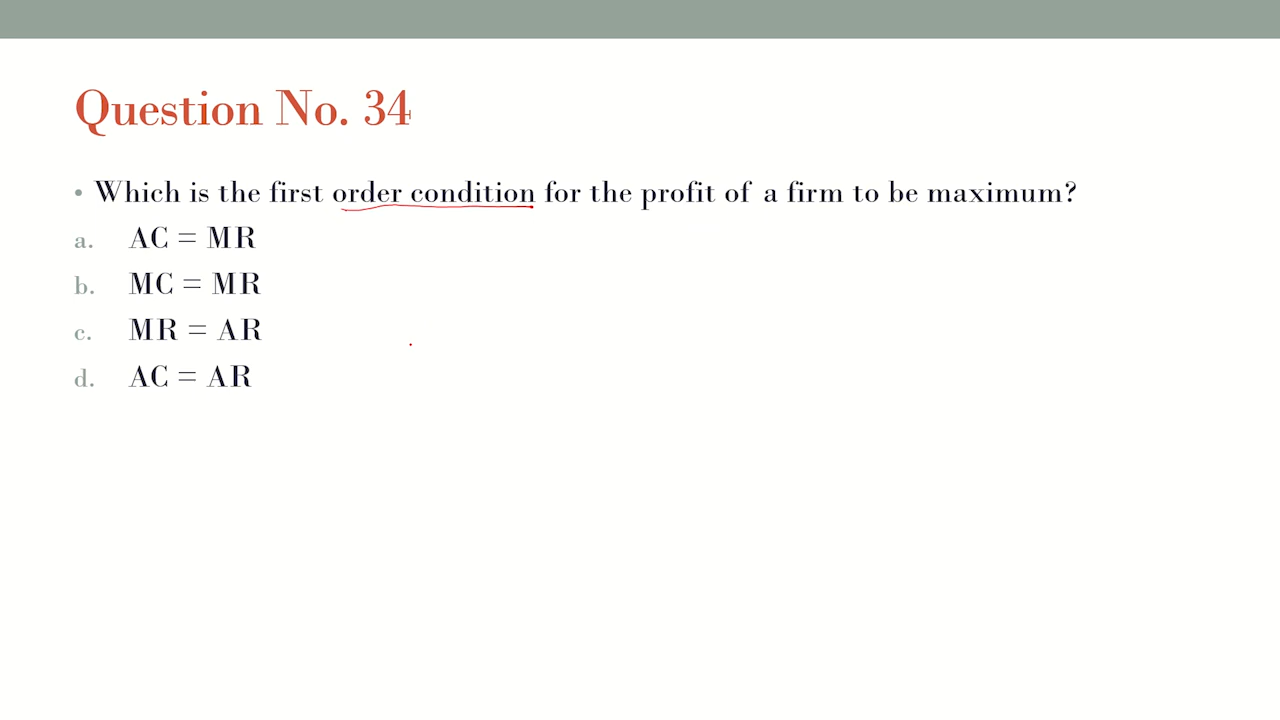 Question No. 34
• Which is the first order condition for the profit of a firm to be maximum?
a. AC = MR
b. MC = MR
c. MR = AR
d. AC = AR